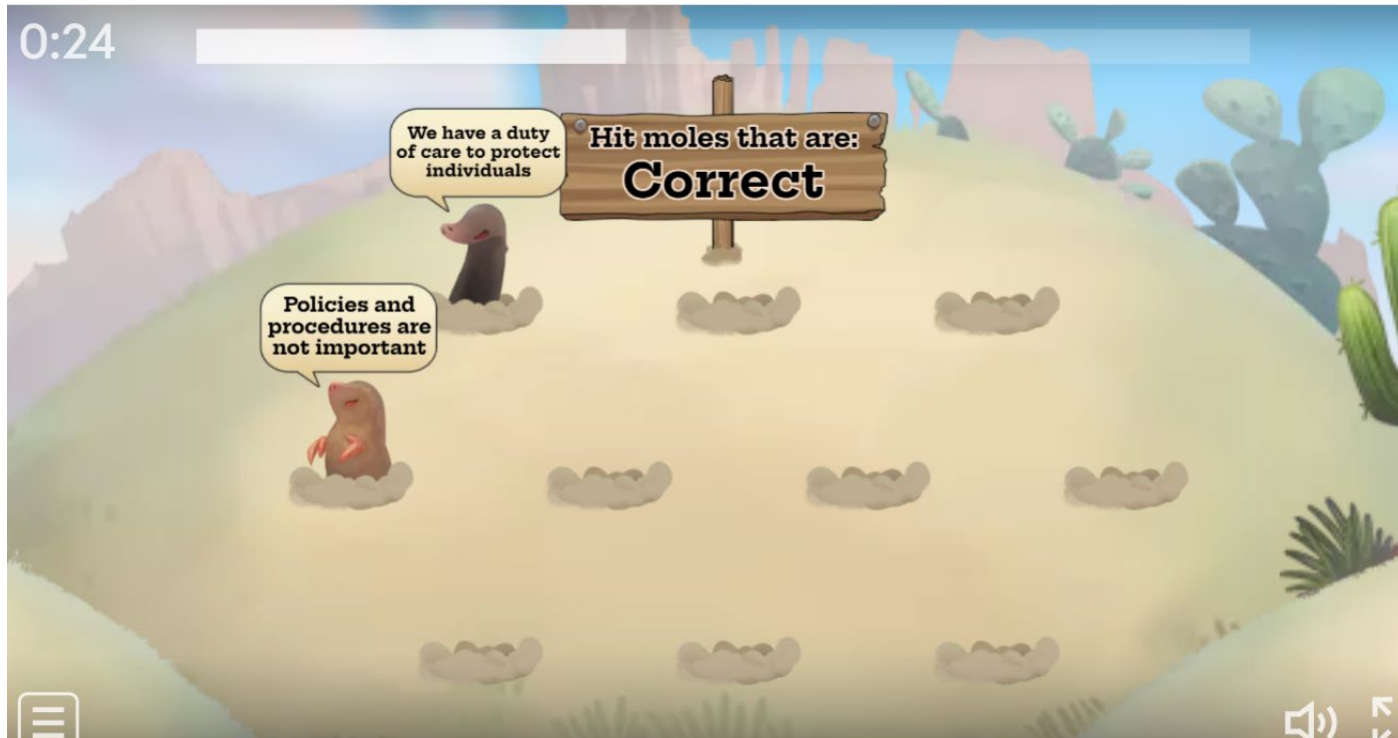 0:24
We have a duty
of care to protect
individuals
Hit moles that are:
Correct
Policies and
procedures are
not important